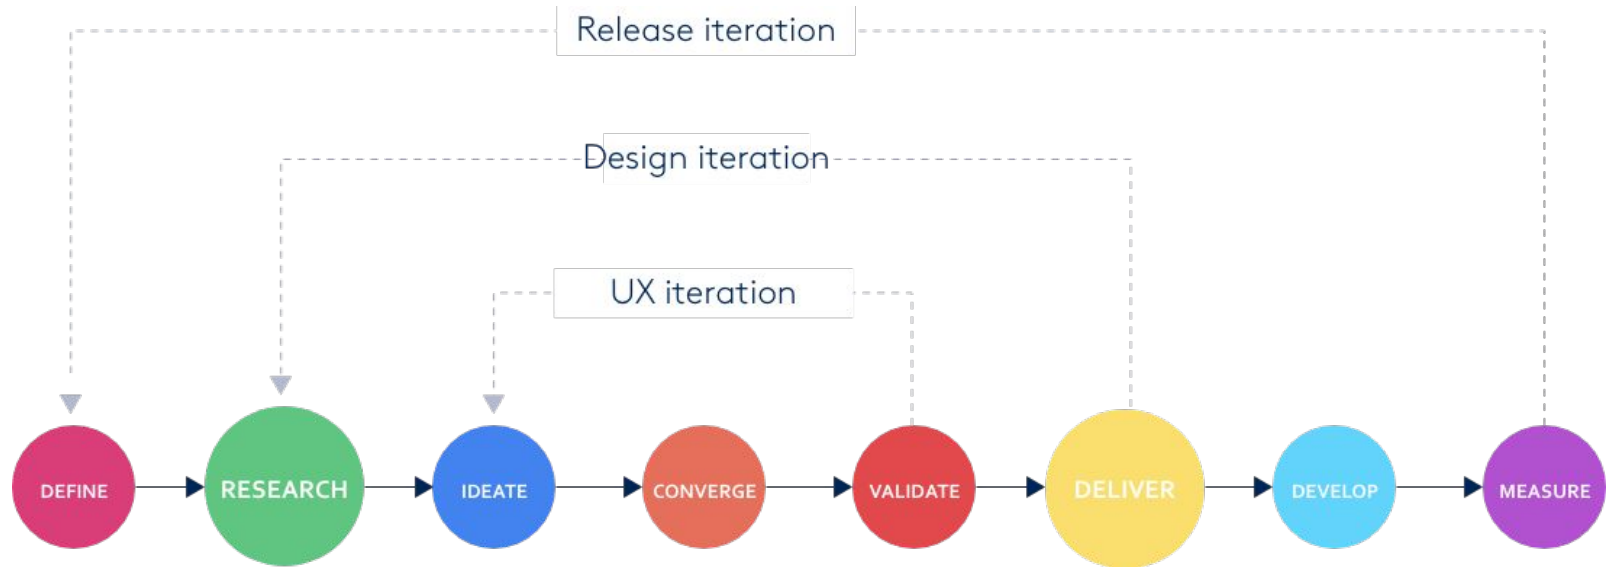 Release iteration
Design iteration
UX iteration
DEFINE
RESEARCH
IDEATE
CONVERGE
VALIDATE
DELIVER
DEVELOP
MEASURE